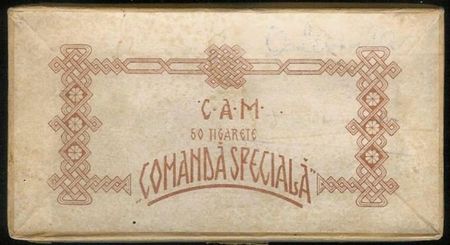 ·C·A·M·
50 ȚIGARETE
"COMANDĂ SPECIALĂ"